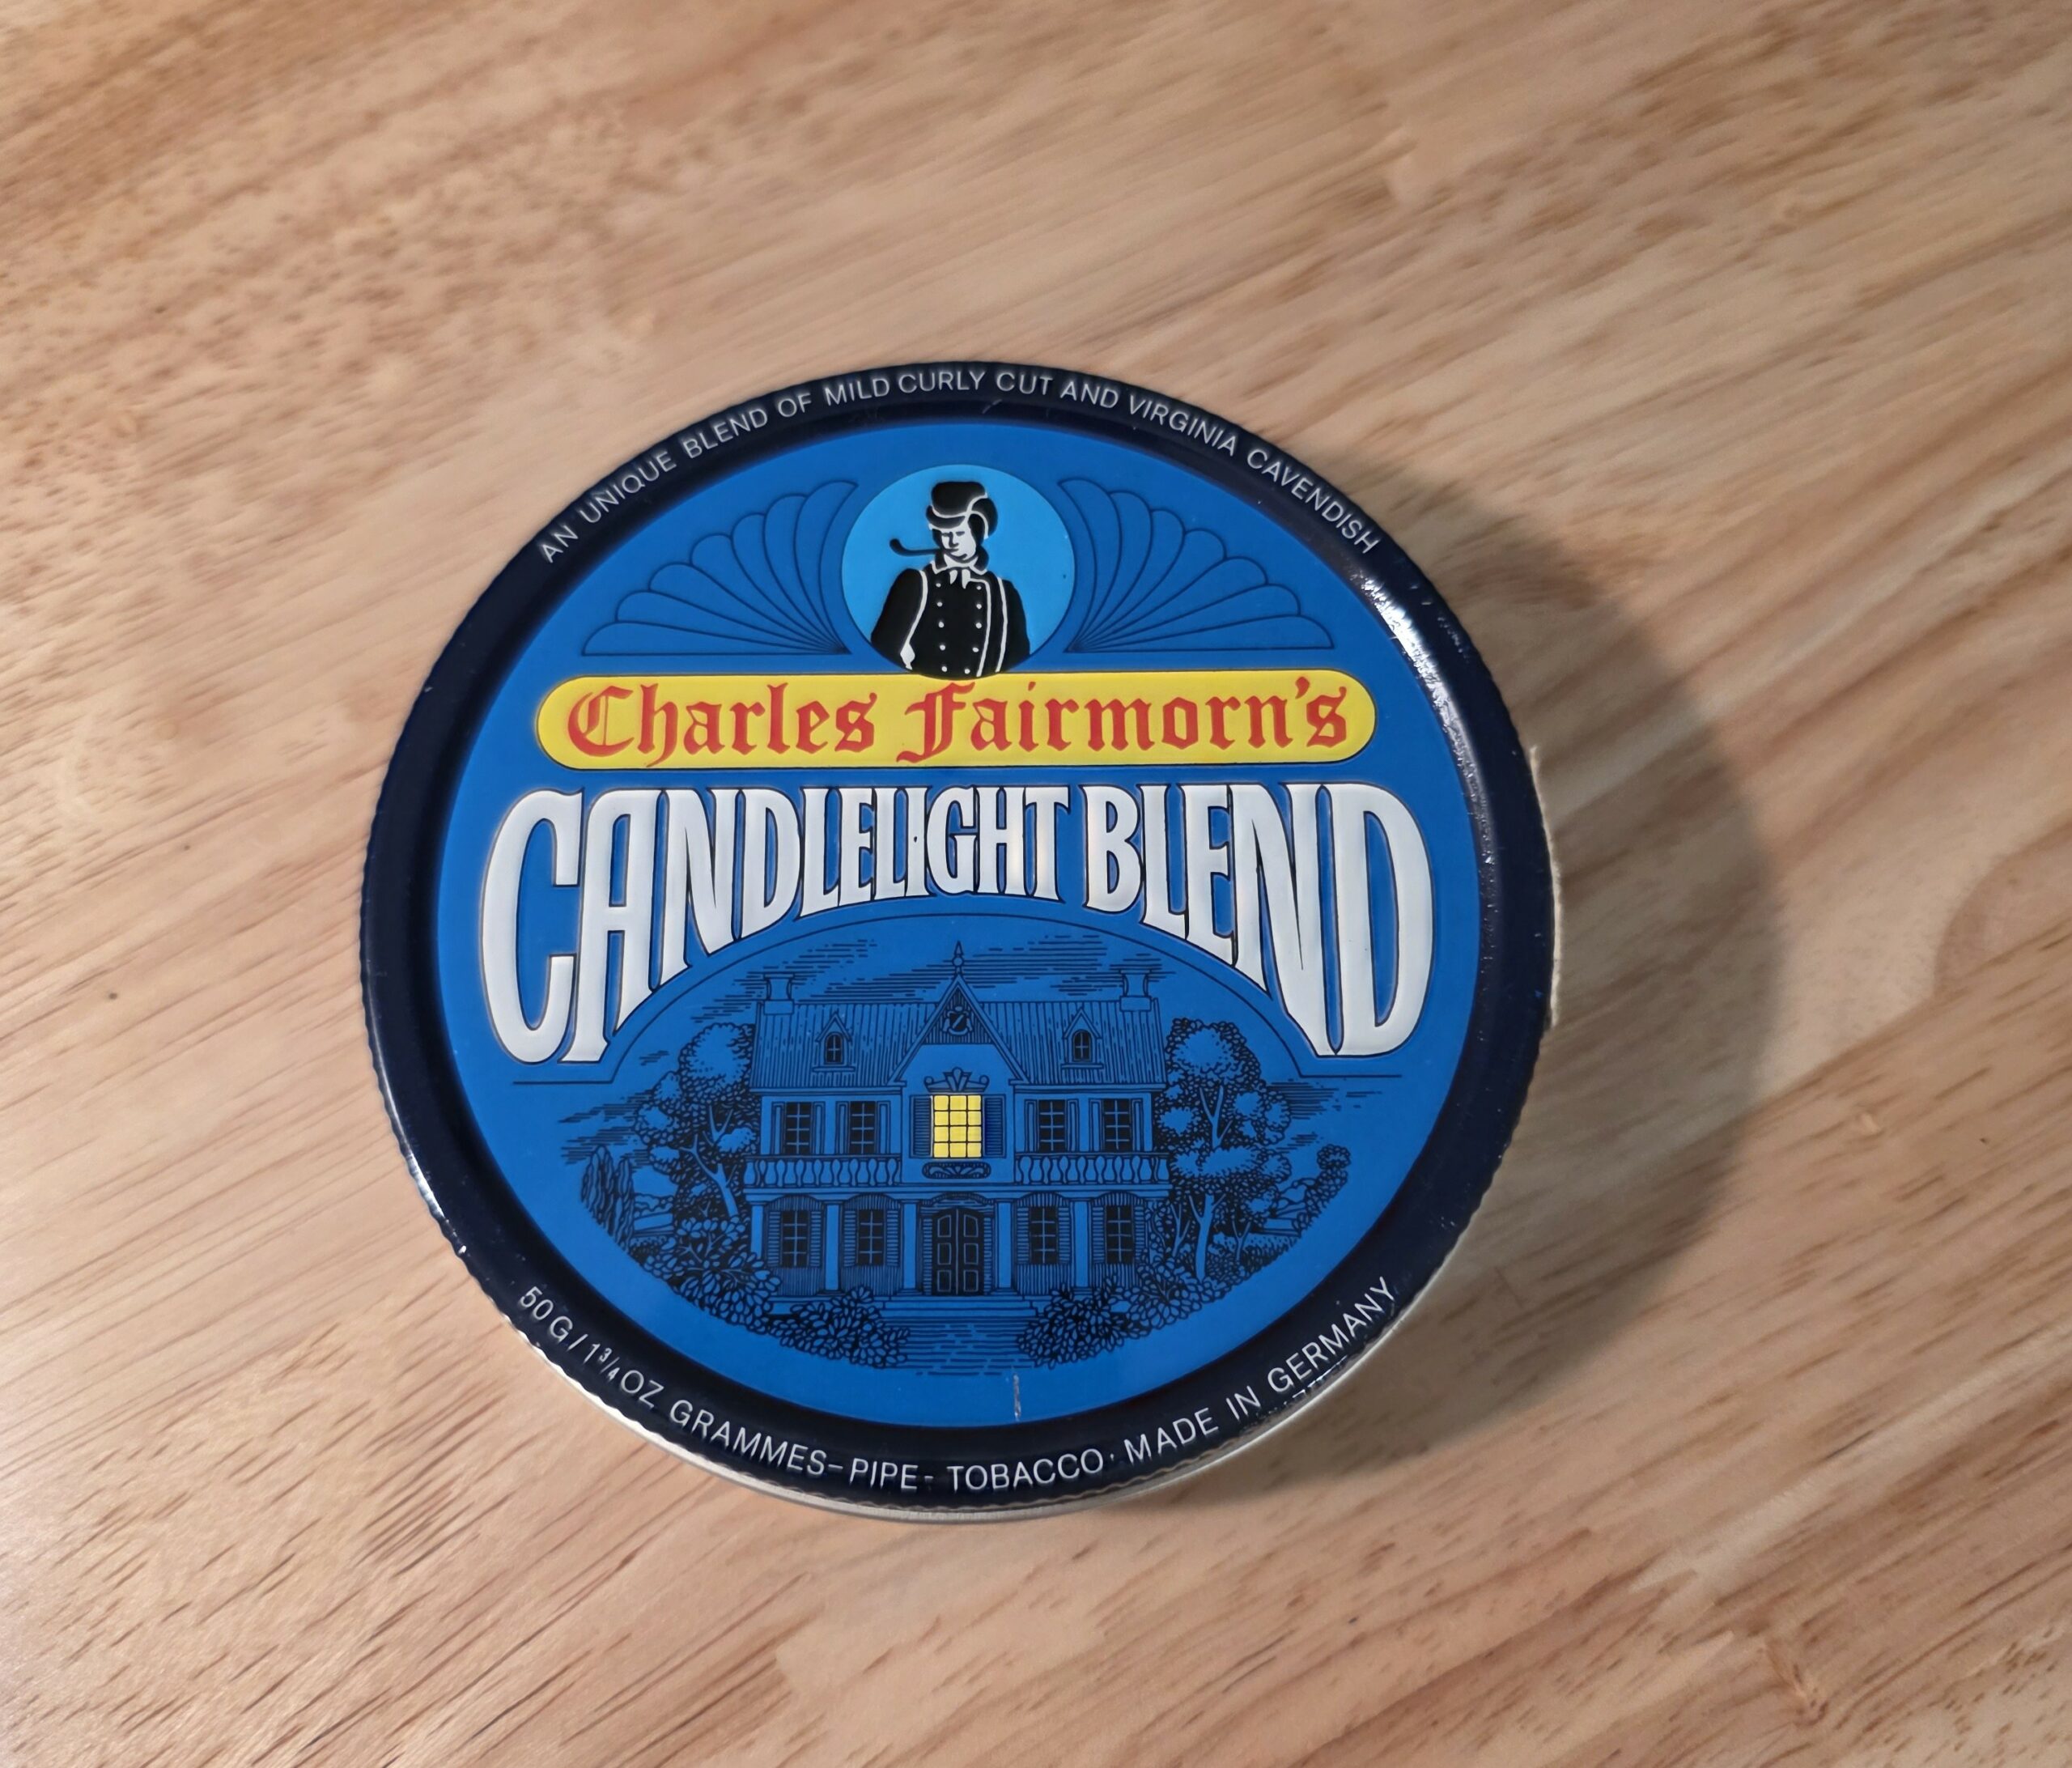 AN UNIQUE BLEND OF MILD CURLY CUT AND VIRGINIA CAVENDISH
Charles Fairmorn's
CANDLELIGHT BLEND
50G/1¾OZ GRAMMES-PIPE-TOBACCO·MADE IN GERMANY